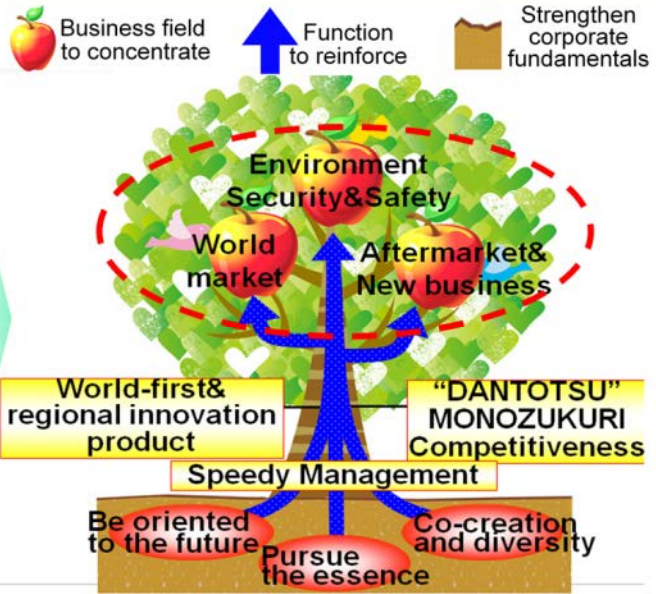 Business field
to concentrate
Function
to reinforce
Strengthen
corporate
fundamentals
Environment
Security&Safety
World
market
Aftermarket&
New business
World-first&
regional innovation
product
“DANTOTSU”
MONOZUKURI
Competitiveness
Speedy Management
Be oriented
to the future
Pursue
the essence
Co-creation
and diversity